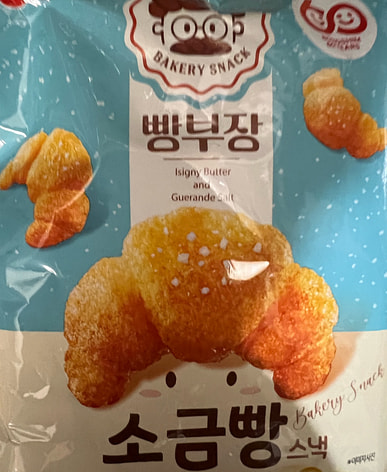 BAKERY SNACK
빵부장
Isigny Butter
and
Guerande Salt
소금빵
스낵
Bakery Snack